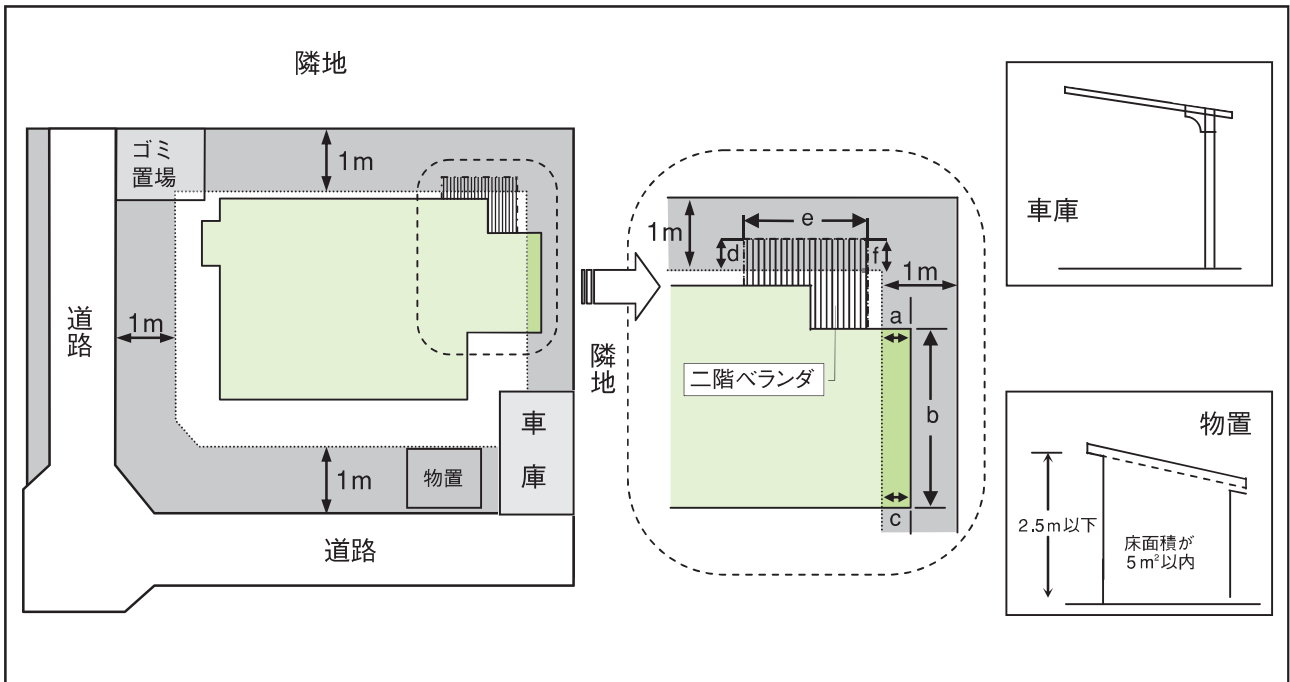 隣地
ゴミ
置場
1m
道
路
1m
1m
物置
車
庫
道路
隣
地
1m
d
e
f
1m
a
二階ベランダ
b
c
車庫
物置
2.5m以下
床面積が
5m²以内